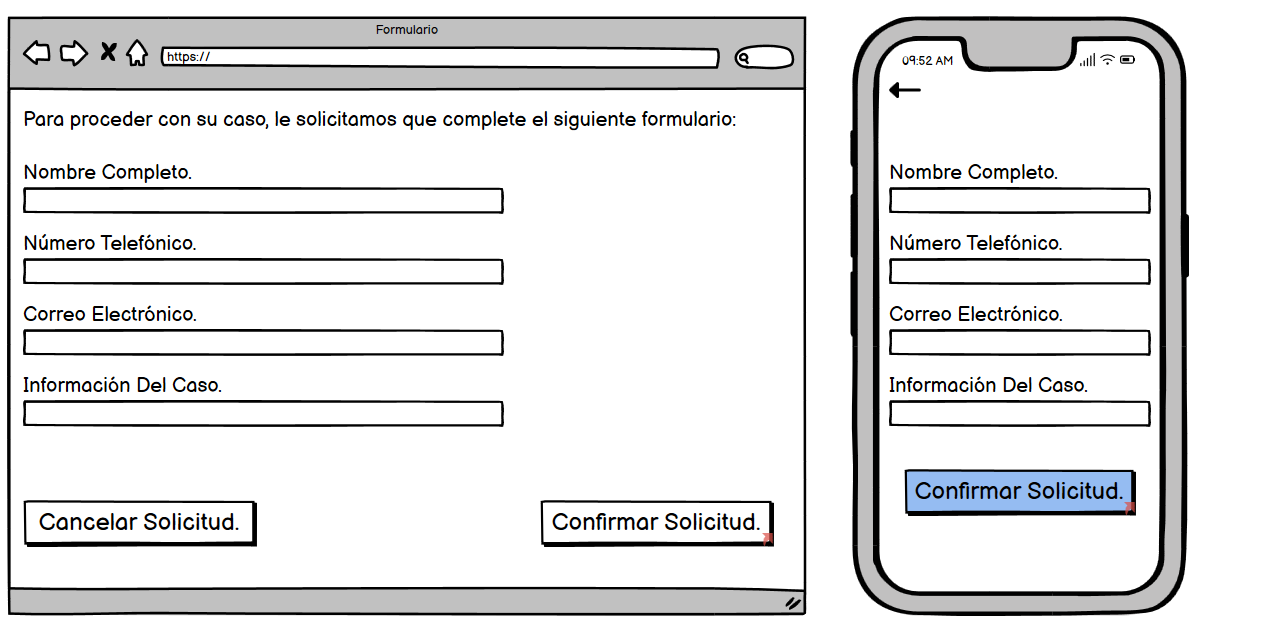 Formulario
https://
Para proceder con su caso, le solicitamos que complete el siguiente formulario:
Nombre Completo.
Número Telefónico.
Correo Electrónico.
Información Del Caso.
Cancelar Solicitud.
Confirmar Solicitud.
09:52 AM
Nombre Completo.
Número Telefónico.
Correo Electrónico.
Información Del Caso.
Confirmar Solicitud.